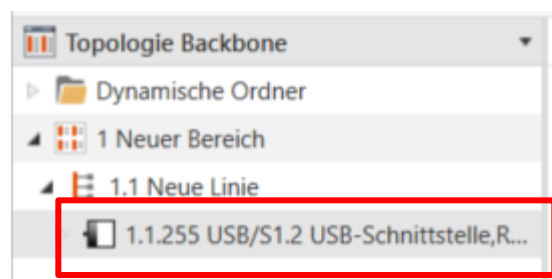 Topologie Backbone
Dynamische Ordner
1 Neuer Bereich
1.1 Neue Linie
1.1.255 USB/S1.2 USB-Schnittstelle,R...